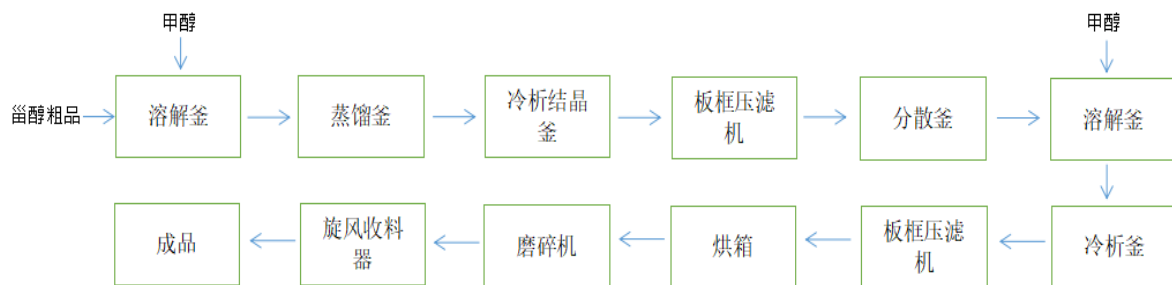 甲醇
甲醇
甾醇粗品
溶解釜
蒸馏釜
冷析结晶
釜
板框压滤
机
分散釜
溶解釜
成品
旋风收料
器
磨碎机
烘箱
板框压滤
机
冷析釜